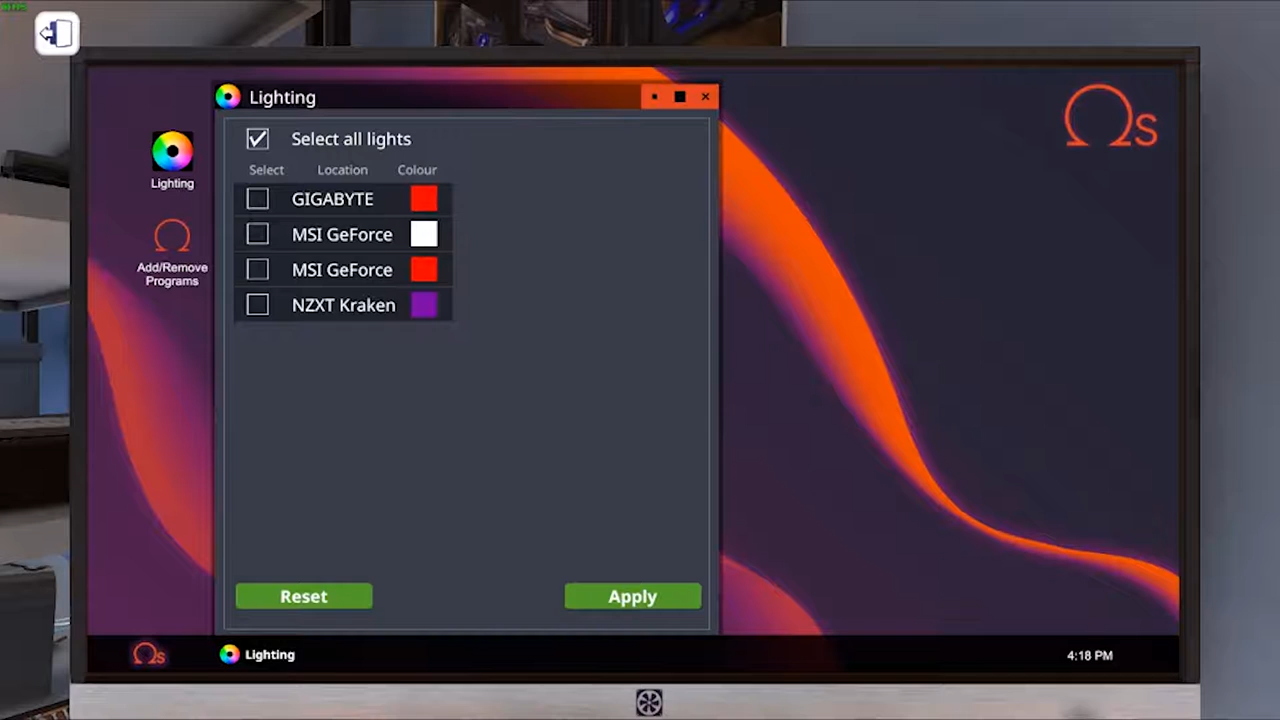 Lighting
Select all lights
Select Location Colour
GIGABYTE
MSI GeForce
MSI GeForce
NZXT Kraken
Reset Apply
Lighting
Add/Remove
Programs
Ωs
Ωs Lighting 4:18 PM